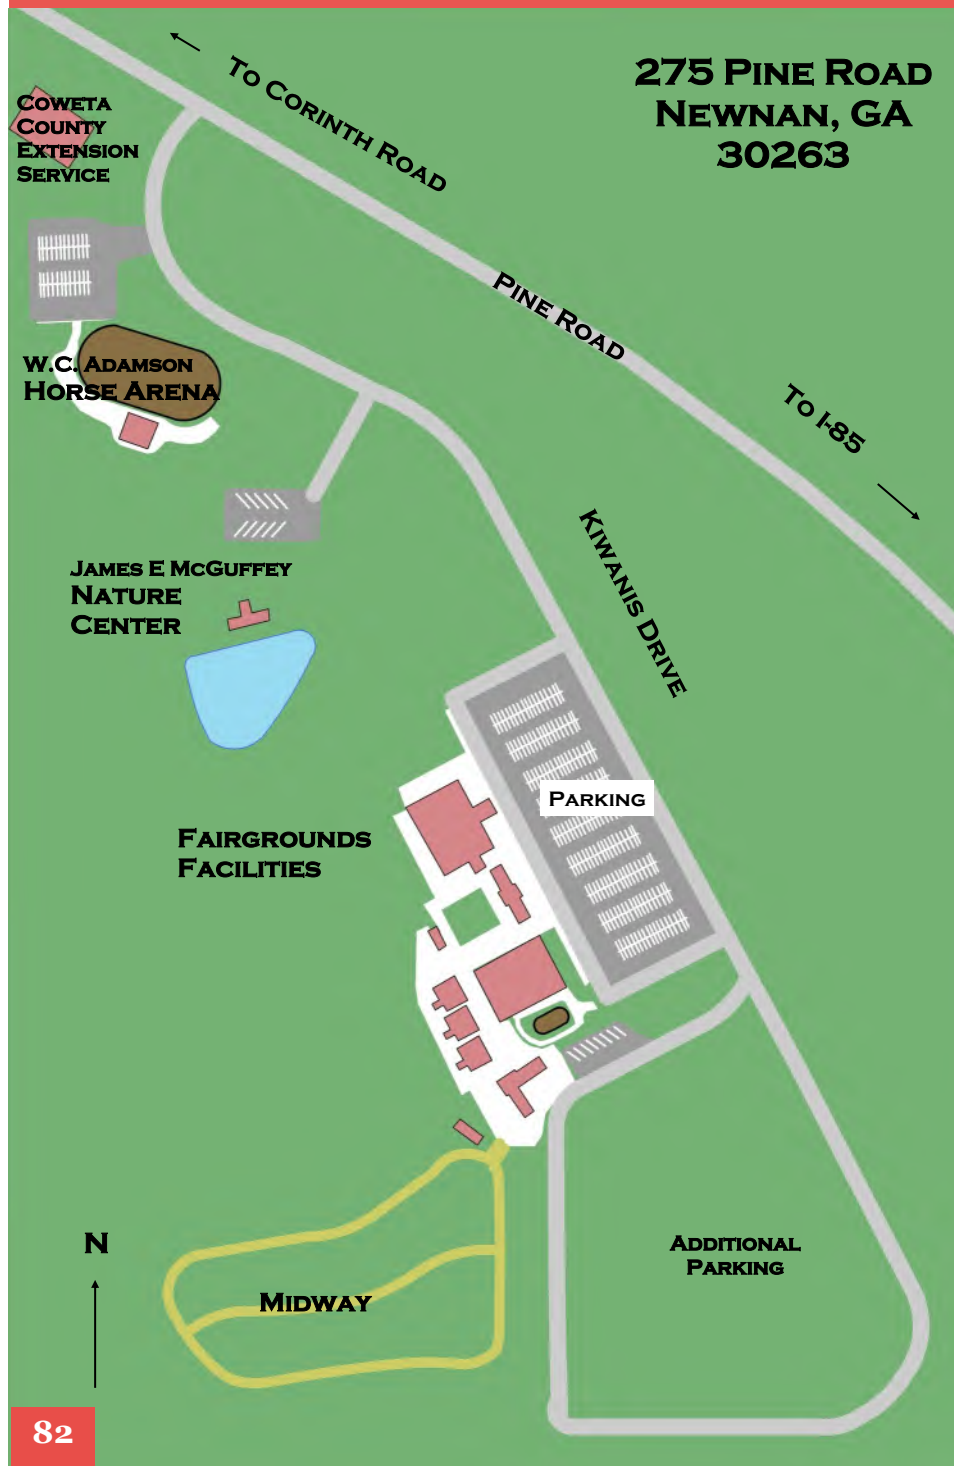 275 Pine Road
Newnan, GA
30263
To Corinth Road
Coweta
County
Extension
Service
Pine Road
W.C. Adamson
Horse Arena
To I-85
Kiwanis Drive
James E McGuffey
Nature
Center
Parking
Fairgrounds
Facilities
Additional
Parking
N
Midway
82